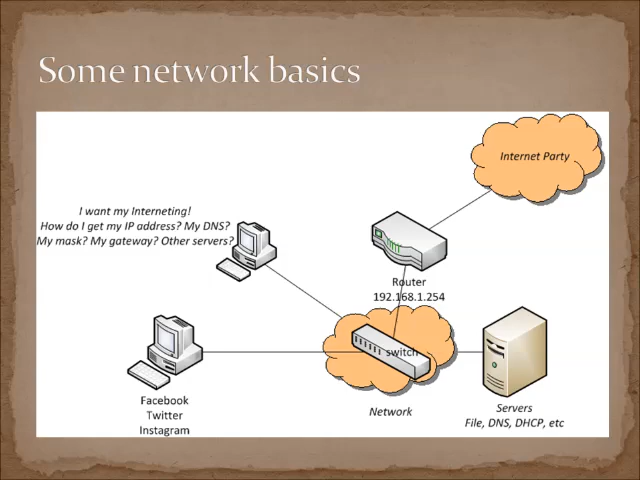 Some network basics
Internet Party
I want my Interneting!
How do I get my IP address? My DNS?
My mask? My gateway? Other servers?
Router
192.168.1.254
switch
Facebook
Twitter
Instagram
Network
Servers
File, DNS, DHCP, etc